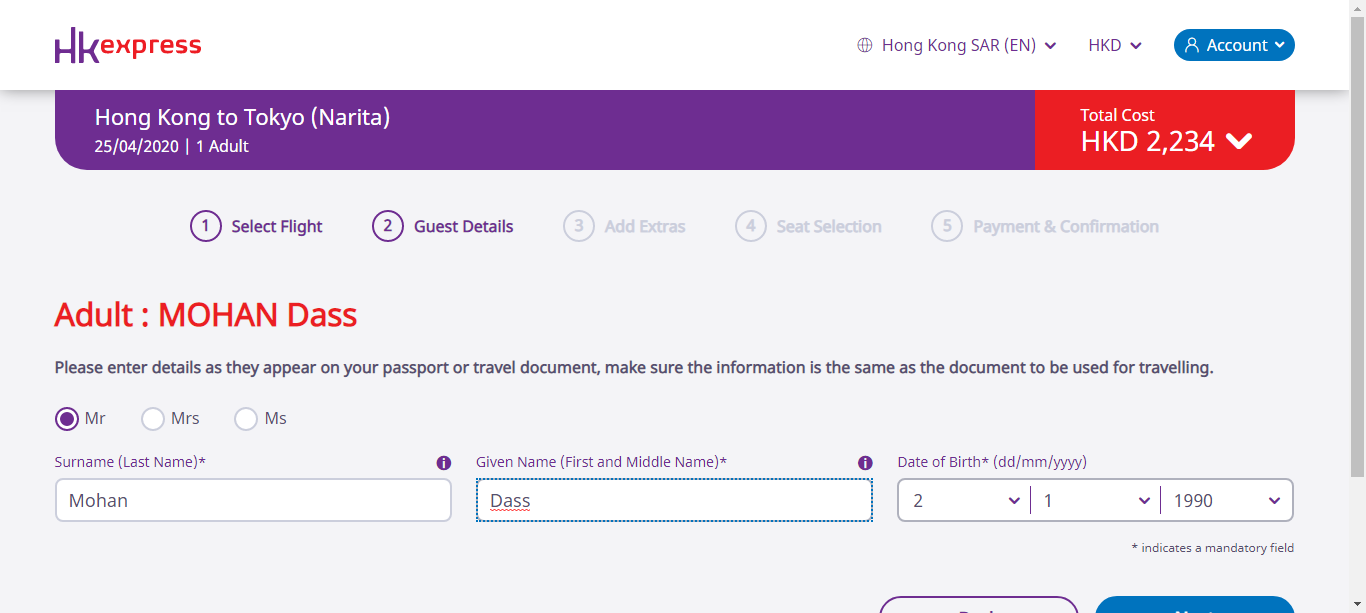 HK express
Hong Kong SAR (EN)
HKD
Account
Hong Kong to Tokyo (Narita)
25/04/2020 | 1 Adult
Total Cost
HKD 2,234
1 Select Flight
2 Guest Details
3 Add Extras
4 Seat Selection
5 Payment & Confirmation
Adult : MOHAN Dass
Please enter details as they appear on your passport or travel document, make sure the information is the same as the document to be used for travelling.
Mr
Mrs
Ms
Surname (Last Name)*
Given Name (First and Middle Name)*
Date of Birth* (dd/mm/yyyy)
Mohan
Dass
2
1
1990
* indicates a mandatory field